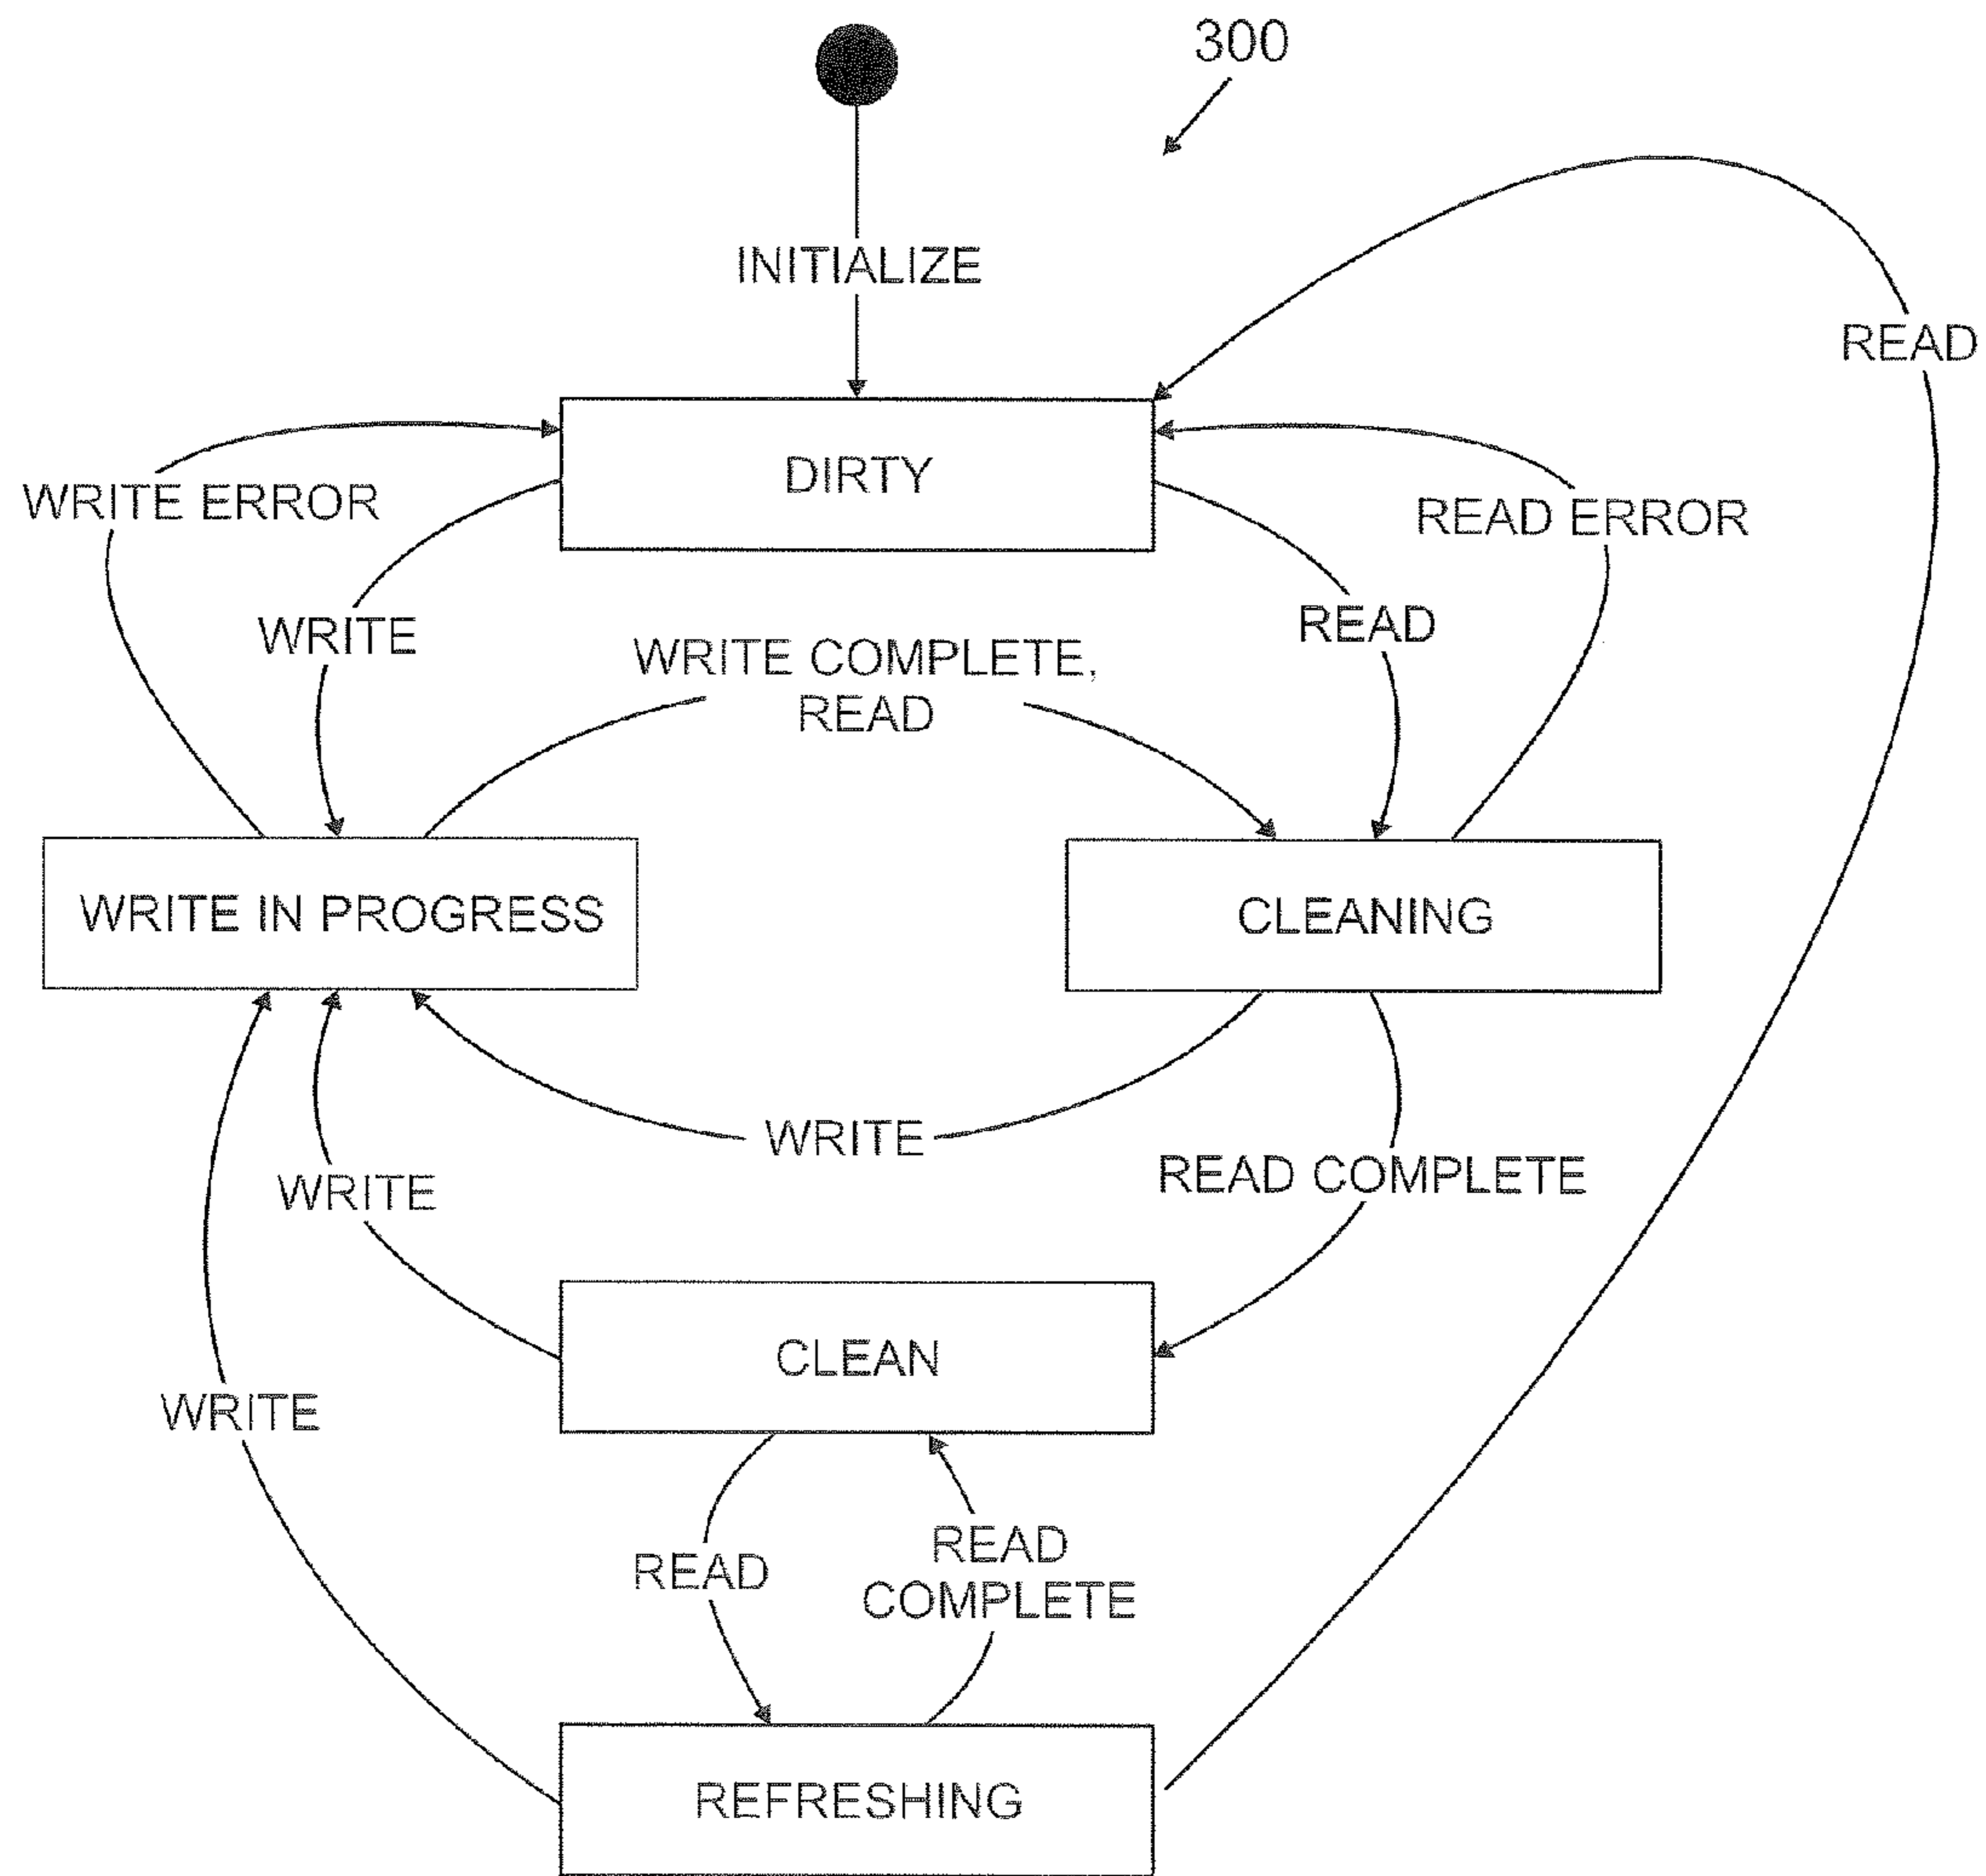 300
INITIALIZE
READ
DIRTY
WRITE ERROR
READ ERROR
WRITE
READ
WRITE COMPLETE,
READ
WRITE IN PROGRESS
CLEANING
WRITE
READ COMPLETE
WRITE
CLEAN
WRITE
READ
READ
COMPLETE
REFRESHING